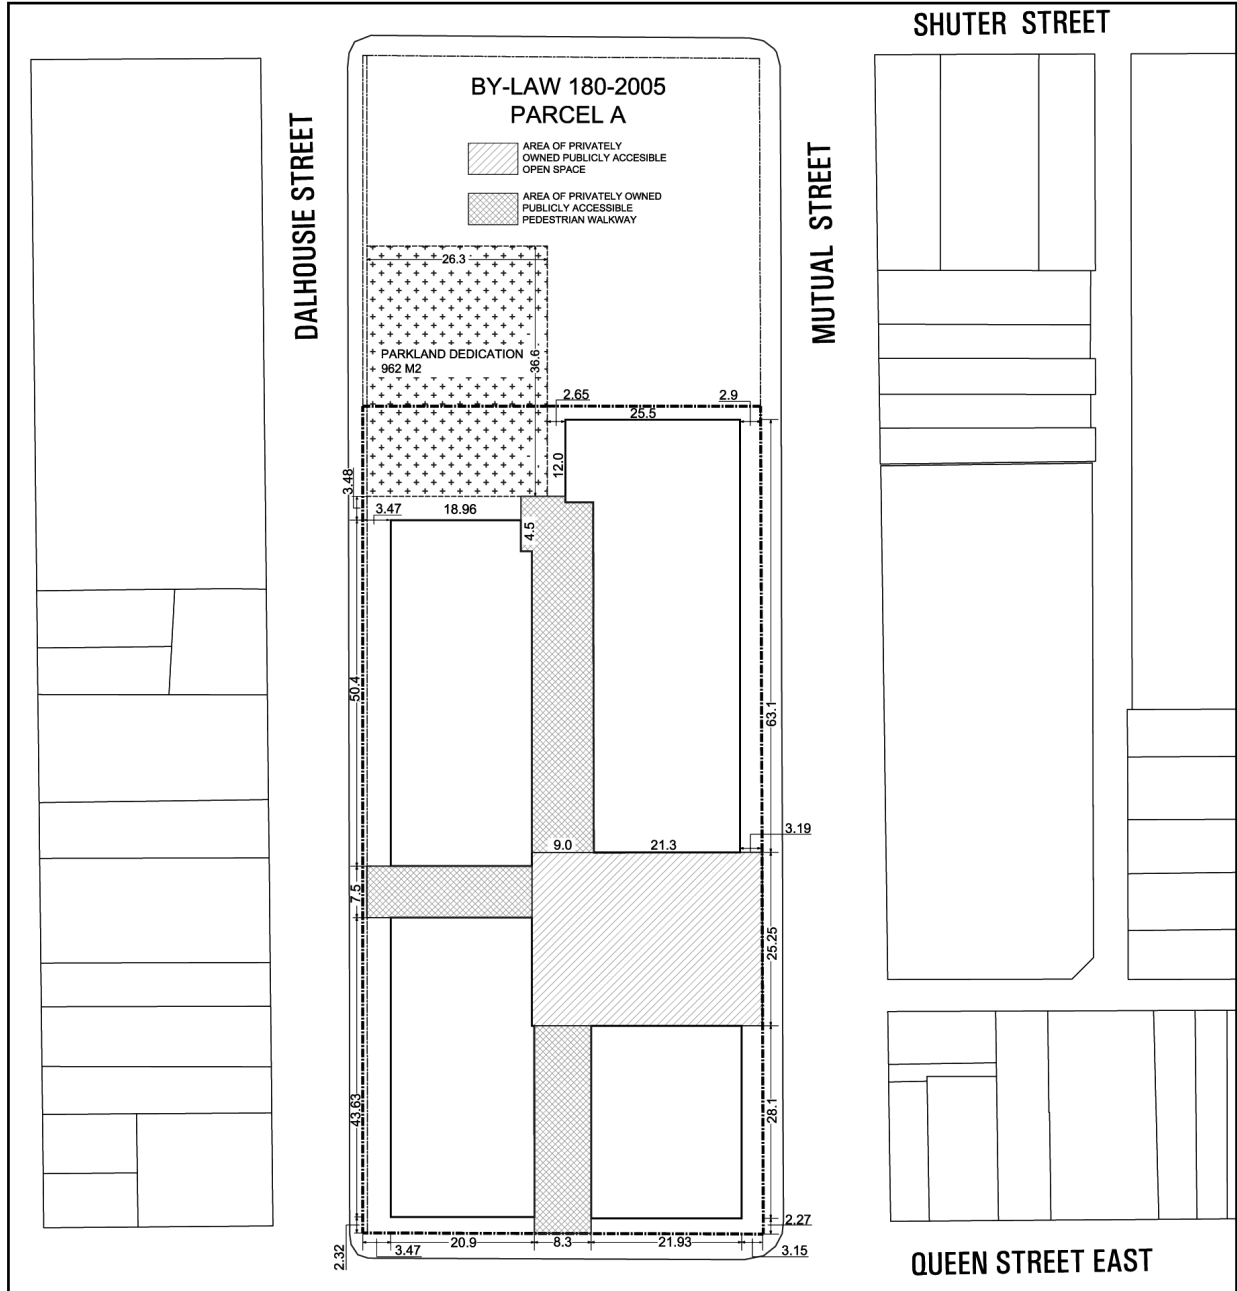 SHUTER STREET
BY-LAW 180-2005
PARCEL A
AREA OF PRIVATELY
OWNED PUBLICLY ACCESIBLE
OPEN SPACE
AREA OF PRIVATELY OWNED
PUBLICLY ACCESSIBLE
PEDESTRIAN WALKWAY
DALHOUSIE STREET
MUTUAL STREET
26.3
36.6
PARKLAND DEDICATION
962 M2
2.65
2.9
25.5
12.0
3.48
3.47
18.96
4.5
50.4
63.1
3.19
9.0
21.3
7.5
25.25
43.63
28.1
2.27
2.32
3.47
20.9
8.3
21.93
3.15
QUEEN STREET EAST